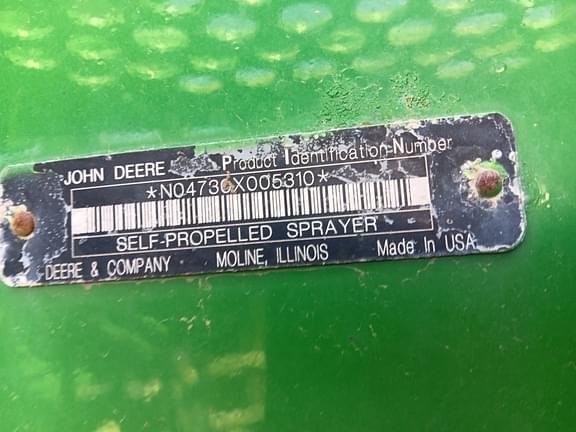 JOHN DEERE Product Identification Number
*N04730X005310*
SELF-PROPELLED SPRAYER
DEERE & COMPANY MOLINE, ILLINOIS Made In USA